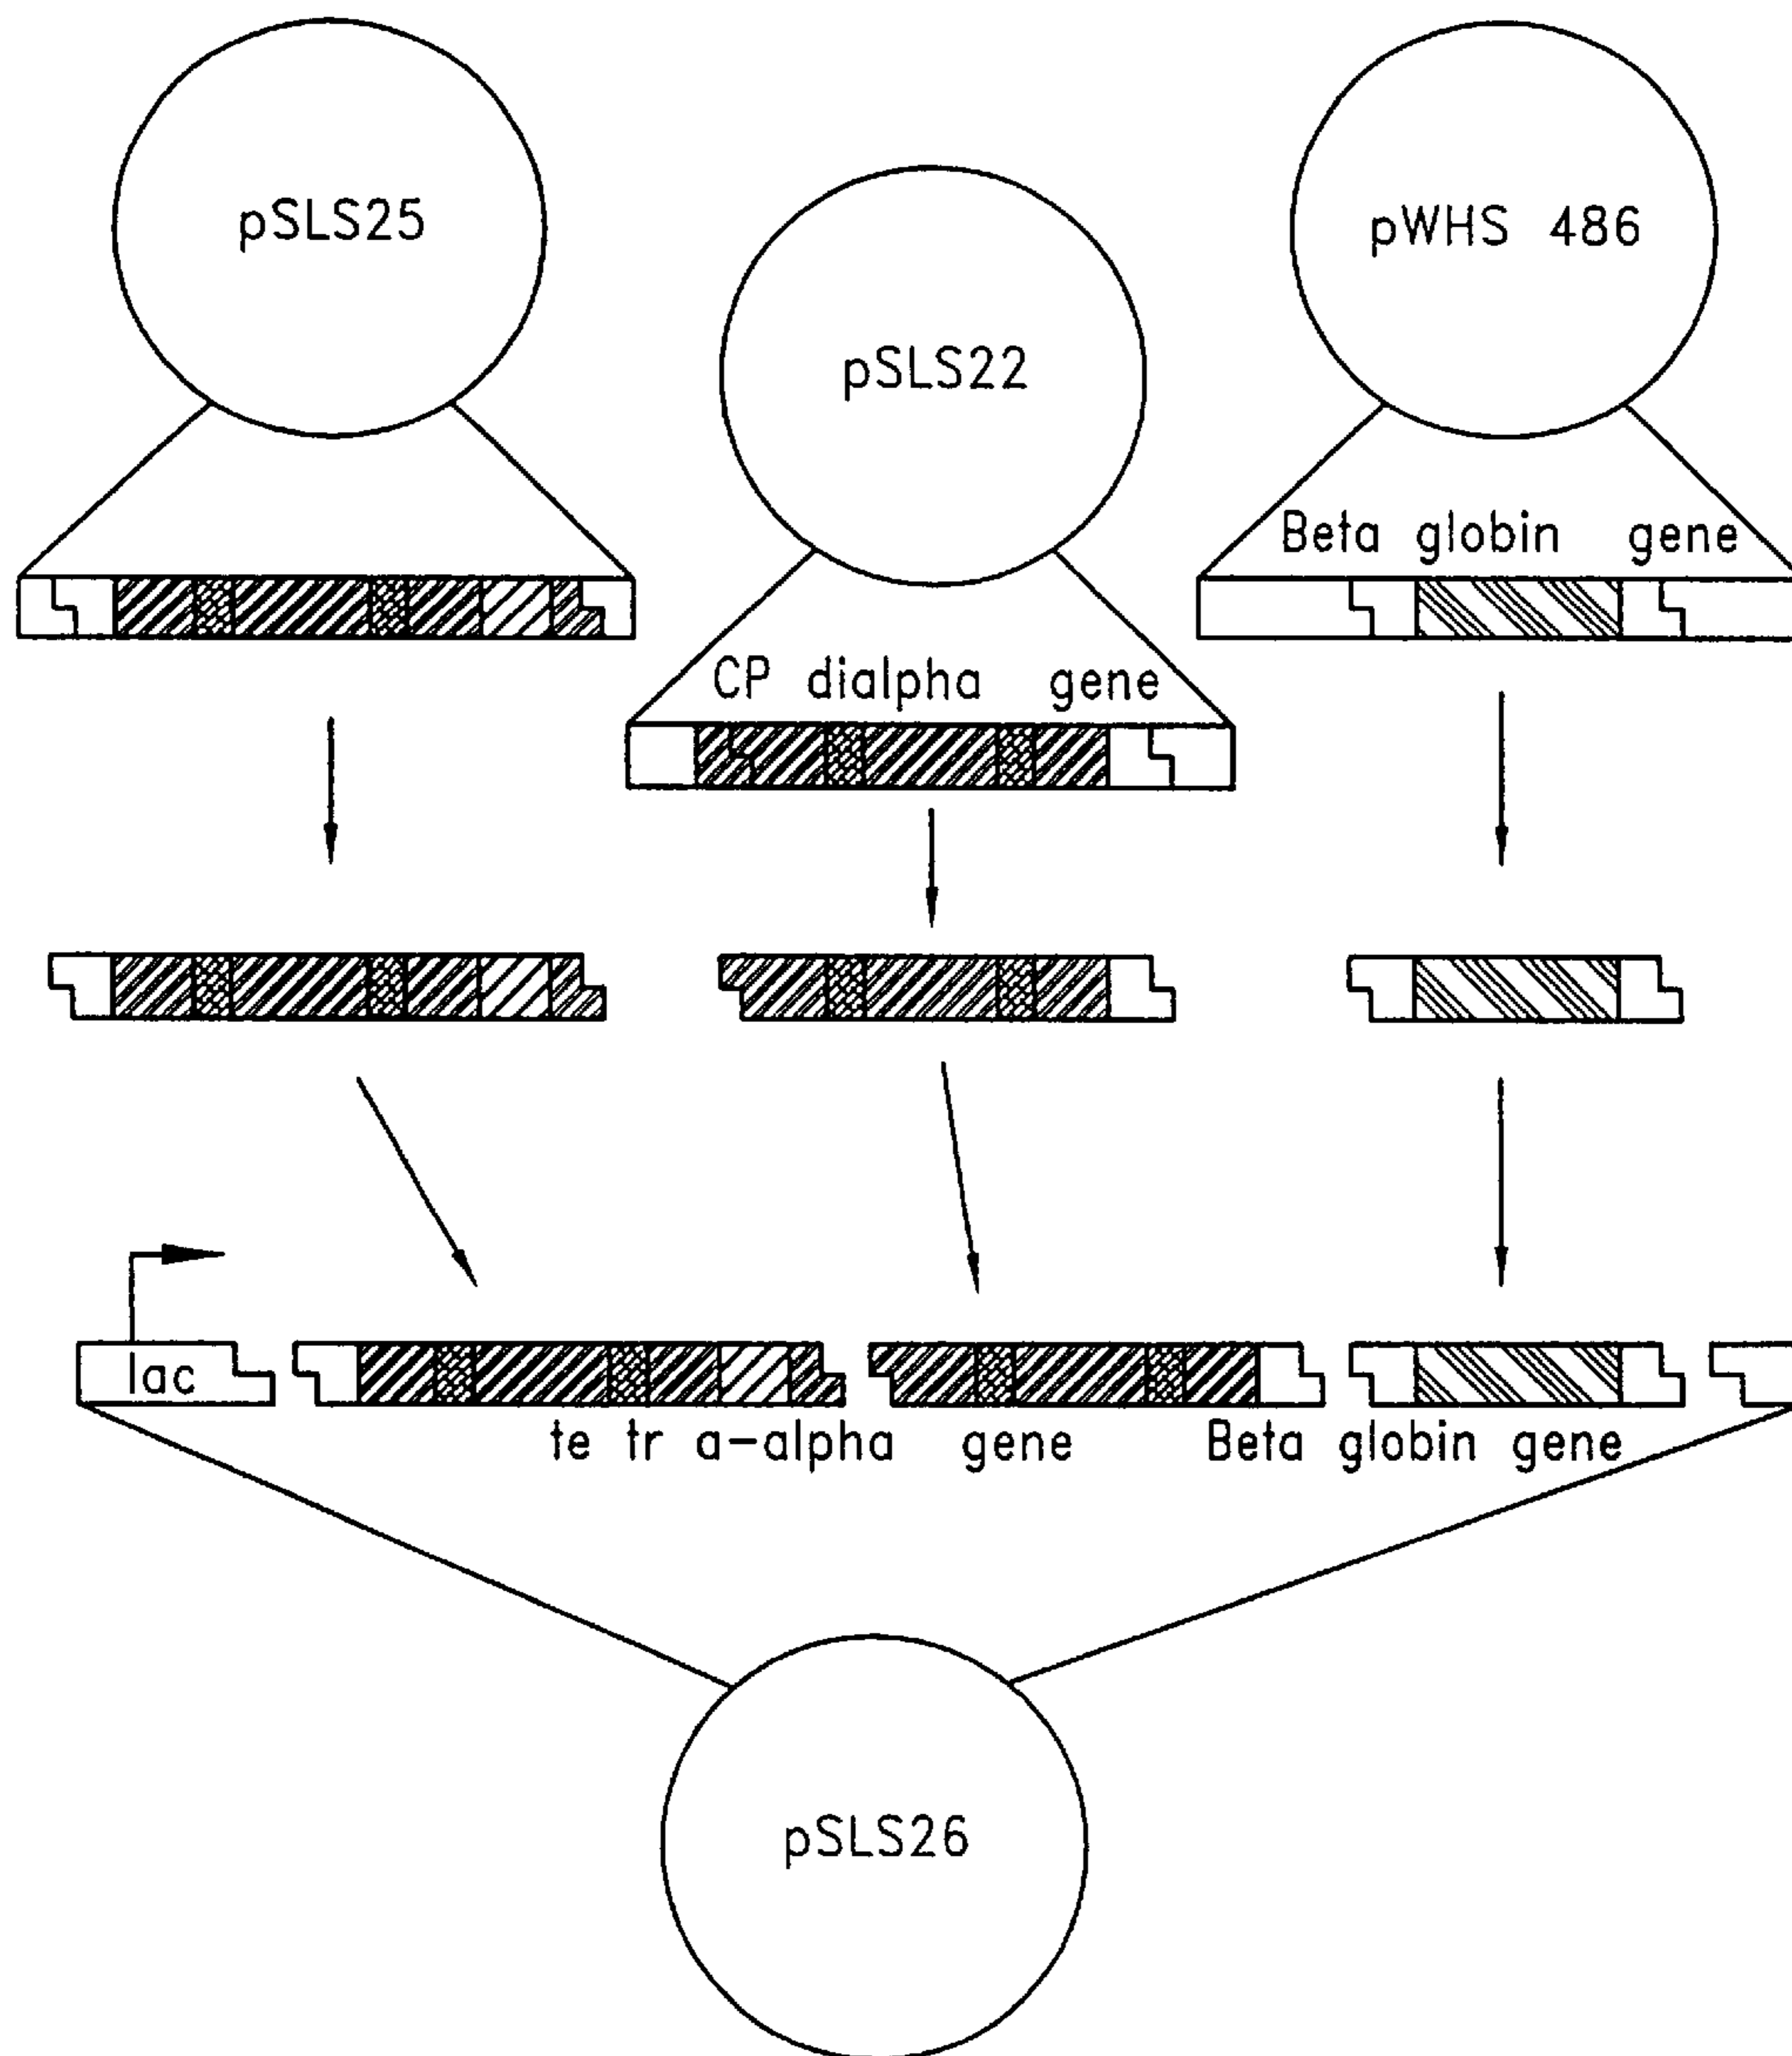 pSLS25
pSLS22
pWHS 486
Beta globin gene
CP dialpha gene
lac
te tr a-alpha gene
Beta globin gene
pSLS26